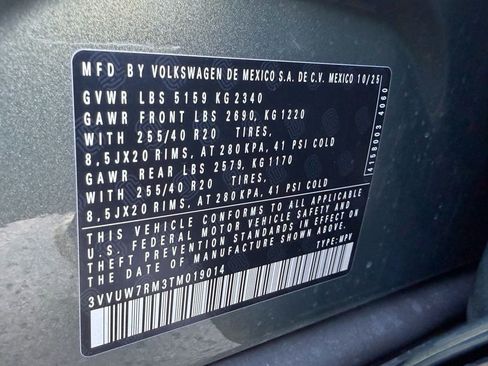 MFD BY VOLKSWAGEN DE MEXICO S.A. DE C.V. MEXICO 10/25
GVWR LBS 5159 KG 2340
GAWR FRONT LBS 2690, KG 1220
WITH 255/40 R20 TIRES,
8,5JX20 RIMS, AT 280 KPA, 41 PSI COLD
GAWR REAR LBS 2579, KG 1170
WITH 255/40 R20 TIRES,
8,5JX20 RIMS, AT 280 KPA, 41 PSI COLD
THIS VEHICLE CONFORMS TO ALL APPLICABLE
U.S. FEDERAL MOTOR VEHICLE SAFETY AND
THEFT PREVENTION STANDARDS IN EFFECT ON
THE DATE OF MANUFACTURE SHOWN ABOVE.
TYPE: MPV
3VVUW7RM3TM019014
4158003 4060